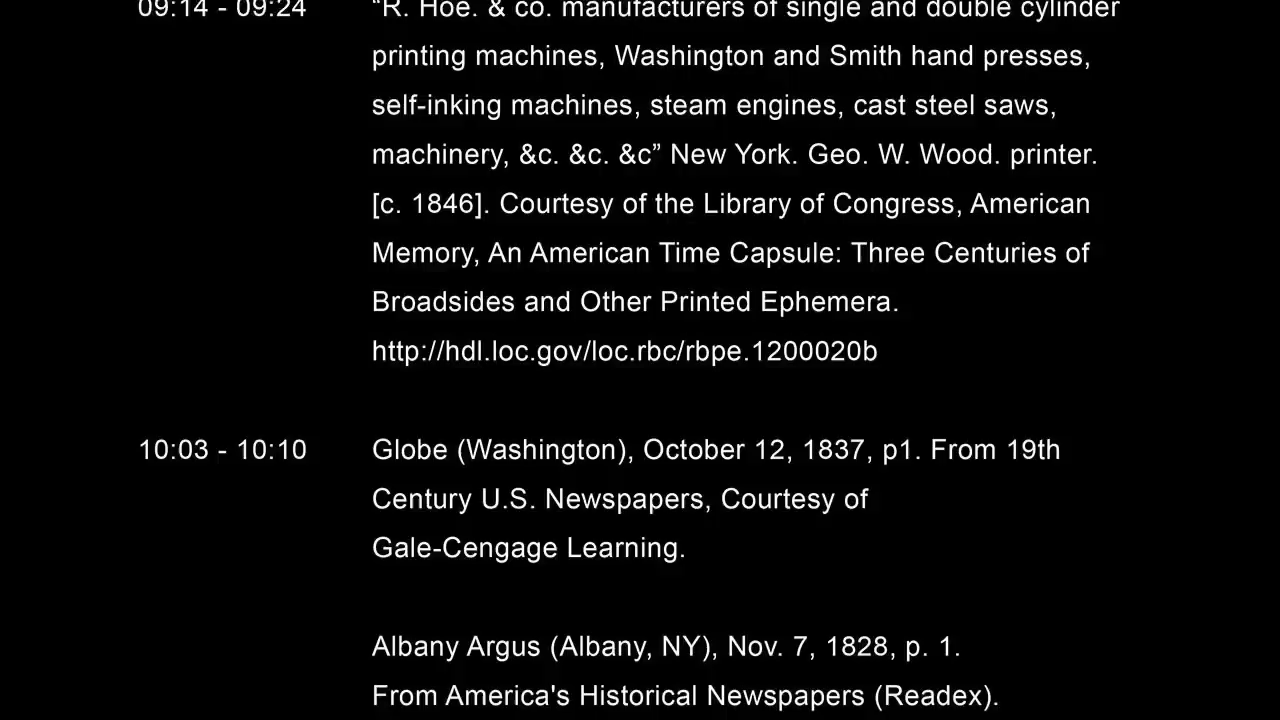 09:14 - 09:24 “R. Hoe. & co. manufacturers of single and double cylinder
printing machines, Washington and Smith hand presses,
self-inking machines, steam engines, cast steel saws,
machinery, &c. &c. &c” New York. Geo. W. Wood. printer.
[c. 1846]. Courtesy of the Library of Congress, American
Memory, An American Time Capsule: Three Centuries of
Broadsides and Other Printed Ephemera.
http://hdl.loc.gov/loc.rbc/rbpe.1200020b
10:03 - 10:10 Globe (Washington), October 12, 1837, p1. From 19th
Century U.S. Newspapers, Courtesy of
Gale-Cengage Learning.
Albany Argus (Albany, NY), Nov. 7, 1828, p. 1.
From America's Historical Newspapers (Readex).